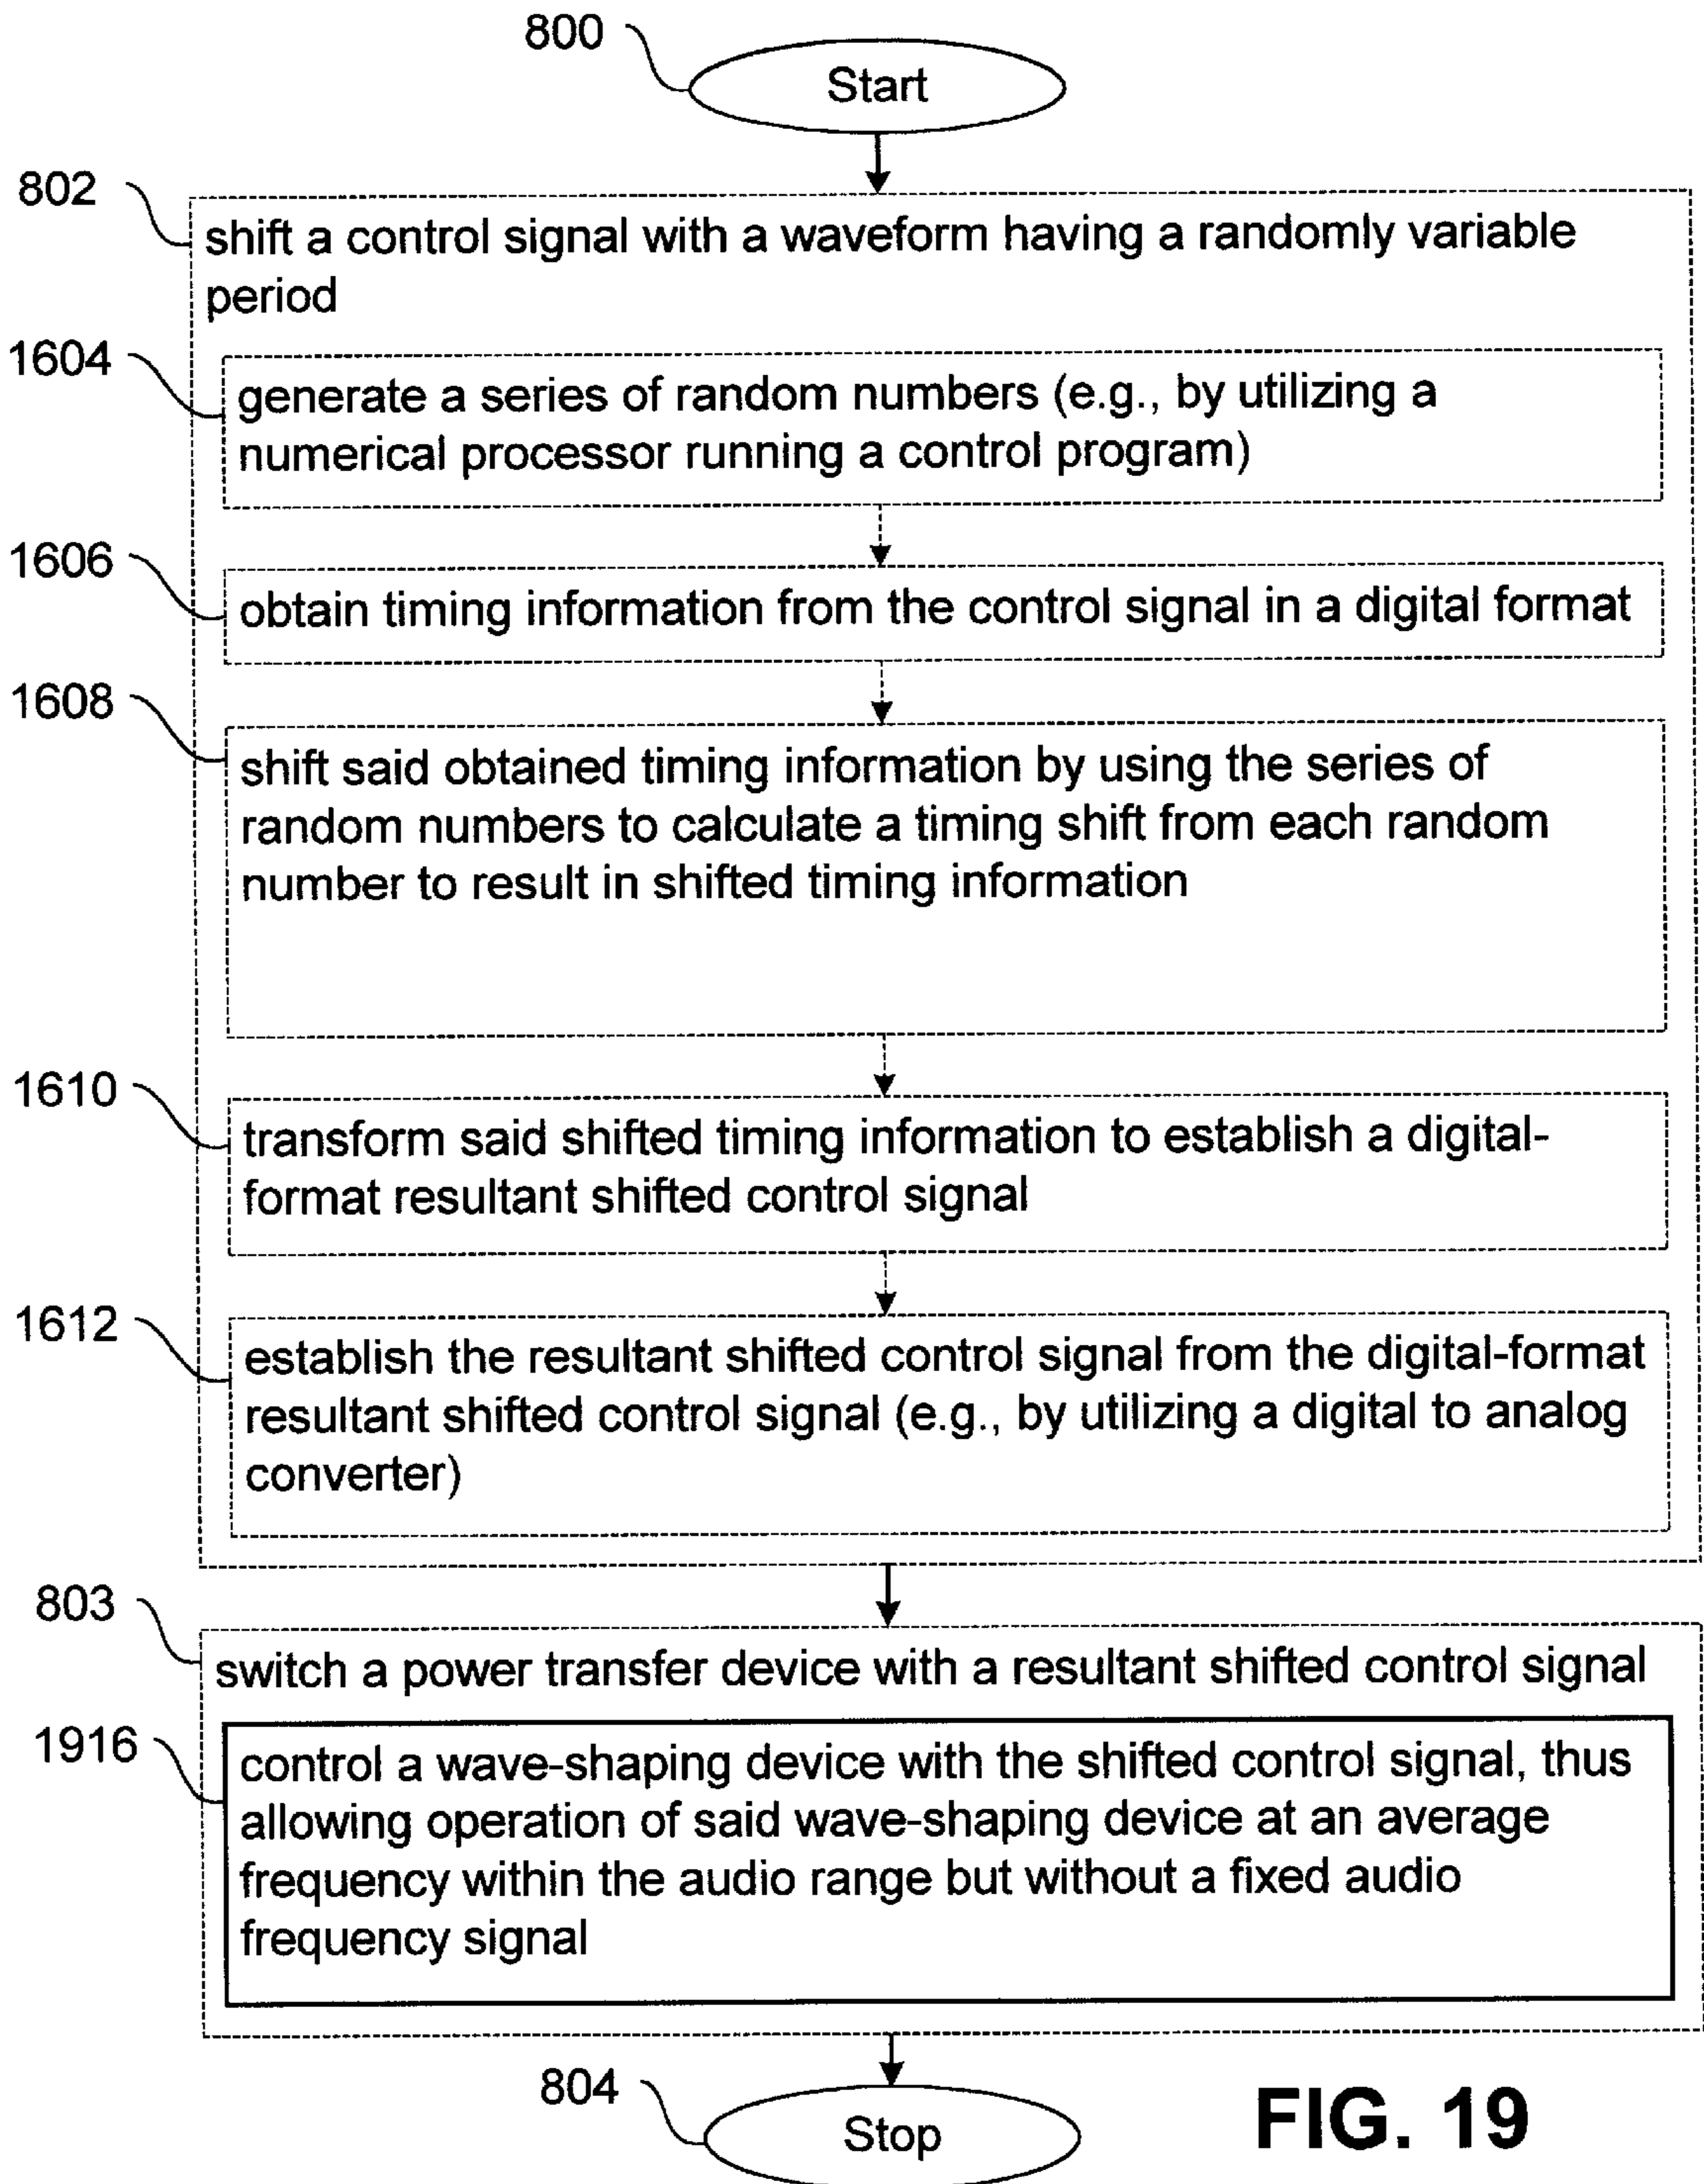 800
Start
802
shift a control signal with a waveform having a randomly variable
period
1604
generate a series of random numbers (e.g., by utilizing a
numerical processor running a control program)
1606
obtain timing information from the control signal in a digital format
1608
shift said obtained timing information by using the series of
random numbers to calculate a timing shift from each random
number to result in shifted timing information
1610
transform said shifted timing information to establish a digital-
format resultant shifted control signal
1612
establish the resultant shifted control signal from the digital-format
resultant shifted control signal (e.g., by utilizing a digital to analog
converter)
803
switch a power transfer device with a resultant shifted control signal
1916
control a wave-shaping device with the shifted control signal, thus
allowing operation of said wave-shaping device at an average
frequency within the audio range but without a fixed audio
frequency signal
804
Stop
FIG. 19